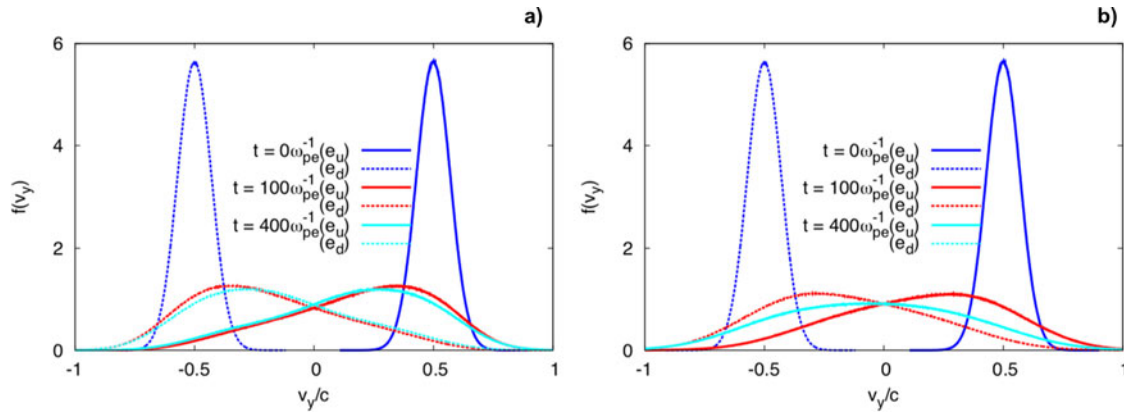 a)
6
4
2
0
f(v_y)
t = 0ω_pe^-1(e_u)
(e_d)
t = 100ω_pe^-1(e_u)
(e_d)
t = 400ω_pe^-1(e_u)
(e_d)
-1 -0.5 0 0.5 1
v_y/c
b)
6
4
2
0
f(v_y)
t = 0ω_pe^-1(e_u)
(e_d)
t = 100ω_pe^-1(e_u)
(e_d)
t = 400ω_pe^-1(e_u)
(e_d)
-1 -0.5 0 0.5 1
v_y/c